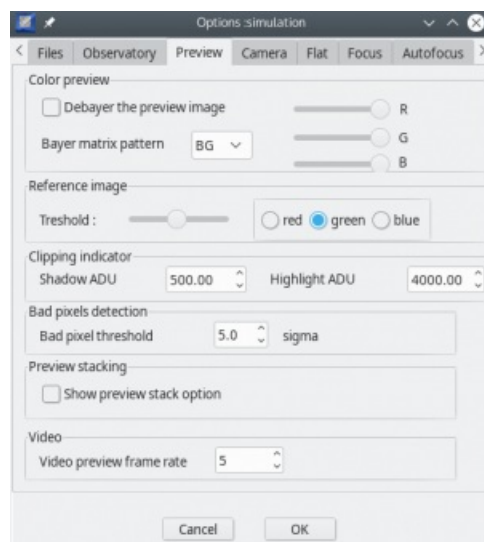 Options :simulation
Files Observatory Preview Camera Flat Focus Autofocus
Color preview
Debayer the preview image
R
Bayer matrix pattern BG
G
B
Reference image
Treshold : red green blue
Clipping indicator
Shadow ADU 500.00 Highlight ADU 4000.00
Bad pixels detection
Bad pixel threshold 5.0 sigma
Preview stacking
Show preview stack option
Video
Video preview frame rate 5
Cancel OK